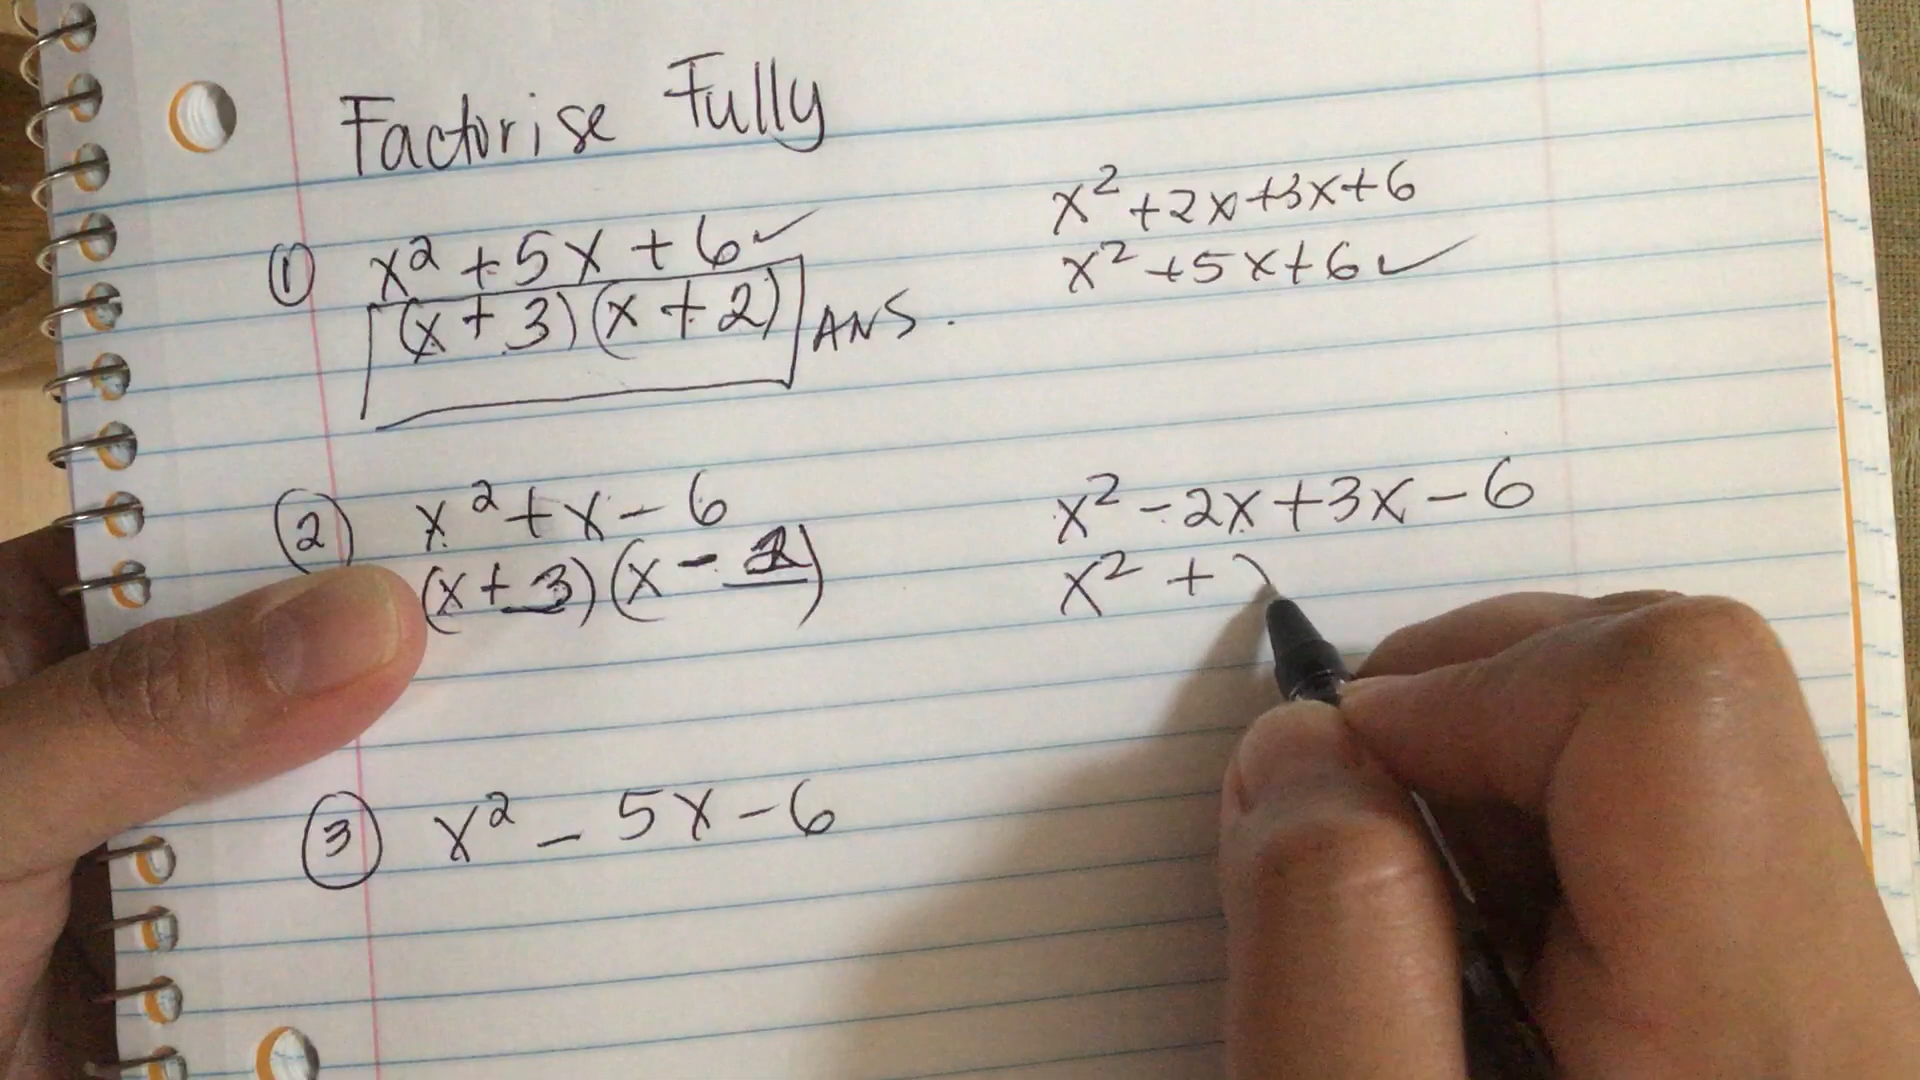 Factorise Fully
① x² + 5x + 6 ✓
(x + 3)(x + 2) ANS.
x² + 2x + 3x + 6
x² + 5x + 6 ✓
② x² + x - 6
(x + 3)(x - 2)
x² - 2x + 3x - 6
x² +
③ x² - 5x - 6